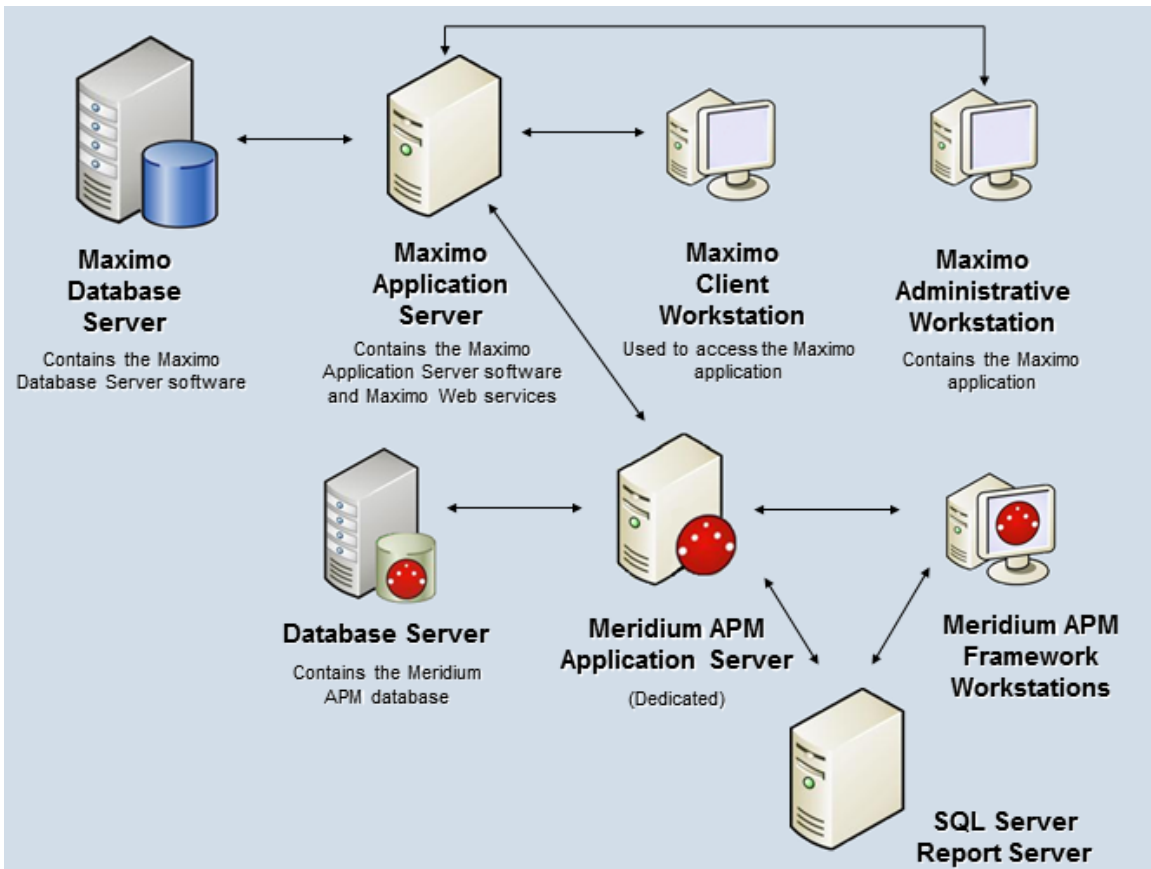 Maximo
Database
Server
Contains the Maximo
Database Server software
Maximo
Application
Server
Contains the Maximo
Application Server software
and Maximo Web services
Maximo
Client
Workstation
Used to access the Maximo
application
Maximo
Administrative
Workstation
Contains the Maximo
application
Database Server
Contains the Meridium
APM database
Meridium APM
Application Server
(Dedicated)
Meridium APM
Framework
Workstations
SQL Server
Report Server